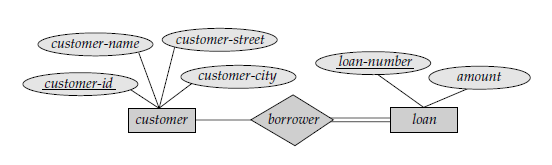 customer-name
customer-street
customer-id
customer-city
loan-number
amount
customer
borrower
loan